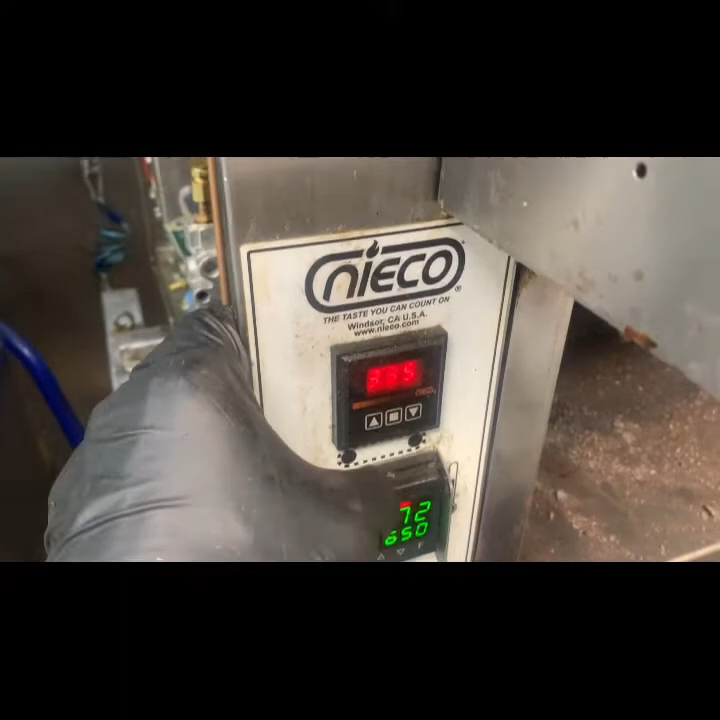 nieco®
THE TASTE YOU CAN COUNT ON
Windsor, CA U.S.A.
www.nieco.com
72
650
F